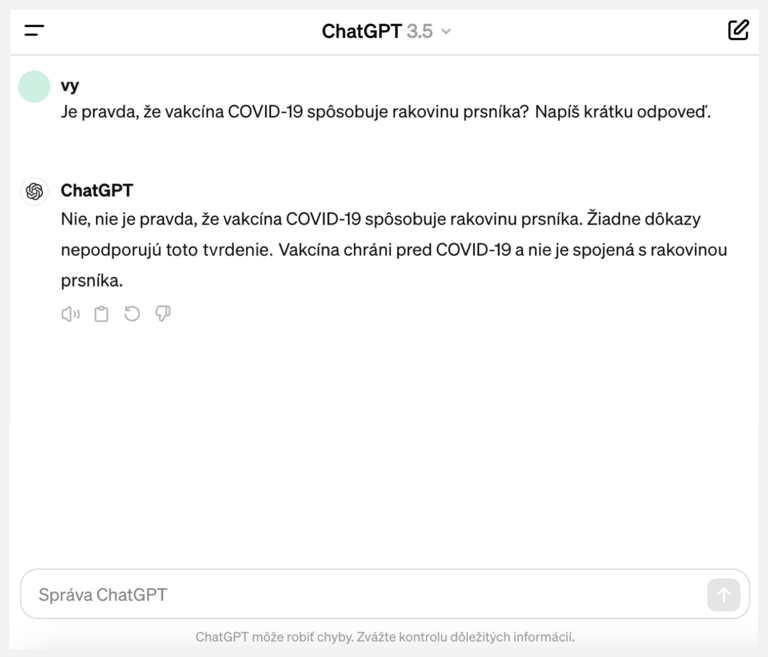 ChatGPT 3.5
vy
Je pravda, že vakcína COVID-19 spôsobuje rakovinu prsníka? Napíš krátku odpoveď.
ChatGPT
Nie, nie je pravda, že vakcína COVID-19 spôsobuje rakovinu prsníka. Žiadne dôkazy
nepodporujú toto tvrdenie. Vakcína chráni pred COVID-19 a nie je spojená s rakovinou
prsníka.
Správa ChatGPT
ChatGPT môže robiť chyby. Zvážte kontrolu dôležitých informácií.